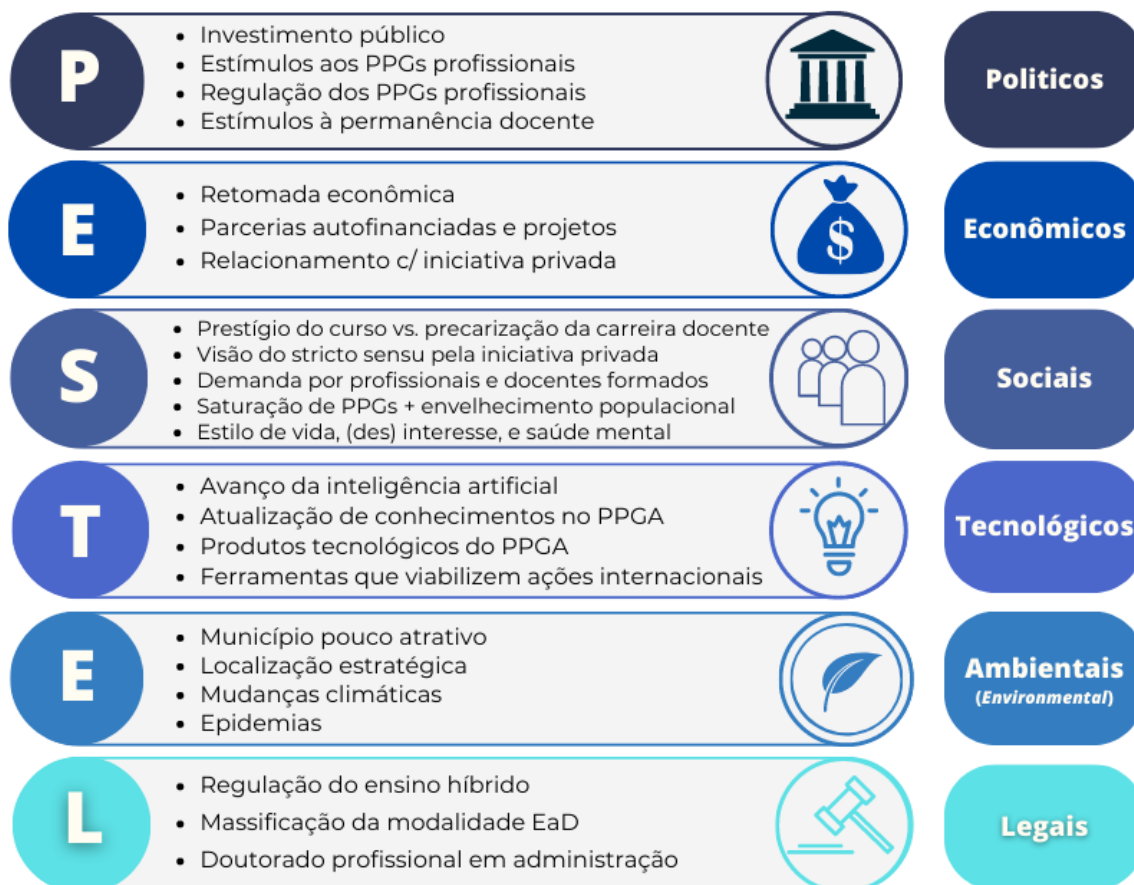 P
• Investimento público
• Estímulos aos PPGs profissionais
• Regulação dos PPGs profissionais
• Estímulos à permanência docente
Politicos
E
• Retomada econômica
• Parcerias autofinanciadas e projetos
• Relacionamento c/ iniciativa privada
$
Econômicos
S
• Prestígio do curso vs. precarização da carreira docente
• Visão do stricto sensu pela iniciativa privada
• Demanda por profissionais e docentes formados
• Saturação de PPGs + envelhecimento populacional
• Estilo de vida, (des) interesse, e saúde mental
Sociais
T
• Avanço da inteligência artificial
• Atualização de conhecimentos no PPGA
• Produtos tecnológicos do PPGA
• Ferramentas que viabilizem ações internacionais
Tecnológicos
E
• Município pouco atrativo
• Localização estratégica
• Mudanças climáticas
• Epidemias
Ambientais
(Environmental)
L
• Regulação do ensino híbrido
• Massificação da modalidade EaD
• Doutorado profissional em administração
Legais